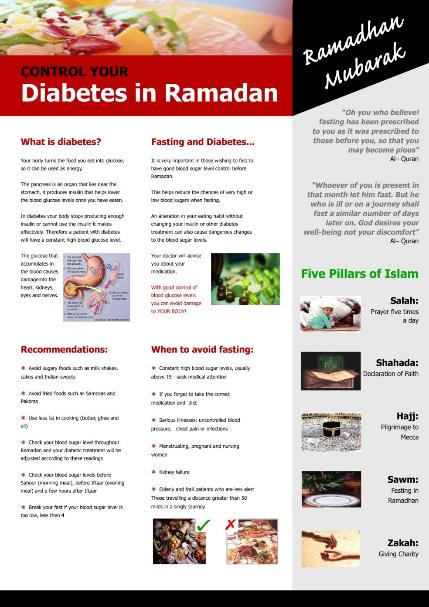 CONTROL YOUR
Diabetes in Ramadan
Ramadhan
Mubarak
"Oh you who believe!
fasting has been prescribed
to you as it was prescribed to
those before you, so that you
may become pious"
Al- Quran
"Whoever of you is present in
that month let him fast. But he
who is ill or on a journey shall
fast a similar number of days
later on. God desires your
well-being not your discomfort"
Al- Quran
What is diabetes?
Your body turns the food you eat into glucose,
so it can be used as energy.
The pancreas is an organ that lies near the
stomach, it produces insulin that helps lower
the blood glucose levels once you have eaten.
In diabetes your body stops producing enough
insulin or cannot use the insulin it makes
effectively. Therefore a patient with diabetes
will have a constant high blood glucose level.
The glucose that
accumulates in
the blood causes
damage to the
heart, kidneys,
eyes and nerves.
Fasting and Diabetes...
It is very important in those wishing to fast to
have good blood sugar level control before
Ramadan.
This helps reduce the chances of very high or
low blood sugars when fasting.
An alteration in your eating habit without
changing your insulin or other diabetes
treatment can also cause dangerous changes
to the blood sugar levels.
Your doctor will advise
you about your
medication.
With good control of
blood glucose levels
you can avoid damage
to YOUR BODY!
Recommendations:
* Avoid sugary foods such as milk shakes,
cakes and Indian sweets
* Avoid fried foods such as Samosas and
Pakoras
* Use less fat in cooking (butter, ghee and
oil)
* Check your blood sugar level throughout
Ramadan and your diabetic treatment will be
adjusted according to these readings
* Check your blood sugar levels before
Sahoor (morning meal), before Iftaar (evening
meal) and a few hours after Iftaar
* Break your fast if your blood sugar level is
too low, less then 4
When to avoid fasting:
* Constant high blood sugar levels, usually
above 15 - seek medical attention
* If you forget to take the correct
medication and diet
* Serious illnesses: uncontrolled blood
pressure, chest pain or infections
* Menstruating, pregnant and nursing
women
* Kidney failure
* Elderly and frail patients who are less alert
Those travelling a distance greater than 50
miles in a singly journey
Five Pillars of Islam
Salah:
Prayer five times
a day
Shahada:
Declaration of Faith
Hajj:
Pilgrimage to
Mecca
Sawm:
Fasting in
Ramadhan
Zakah:
Giving Charity